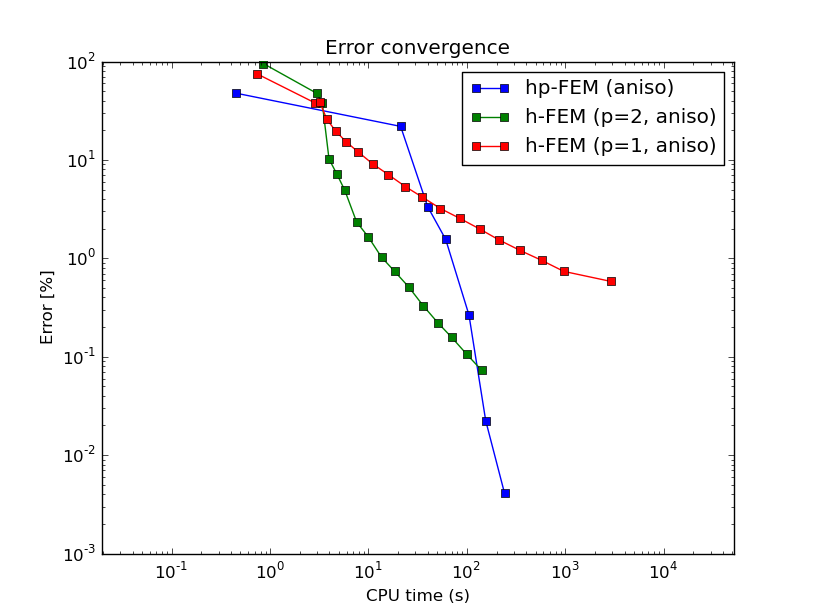 Error convergence
hp-FEM (aniso)
h-FEM (p=2, aniso)
h-FEM (p=1, aniso)
Error [%]
10^2
10^1
10^0
10^-1
10^-2
10^-3
10^-1 10^0 10^1 10^2 10^3 10^4
CPU time (s)